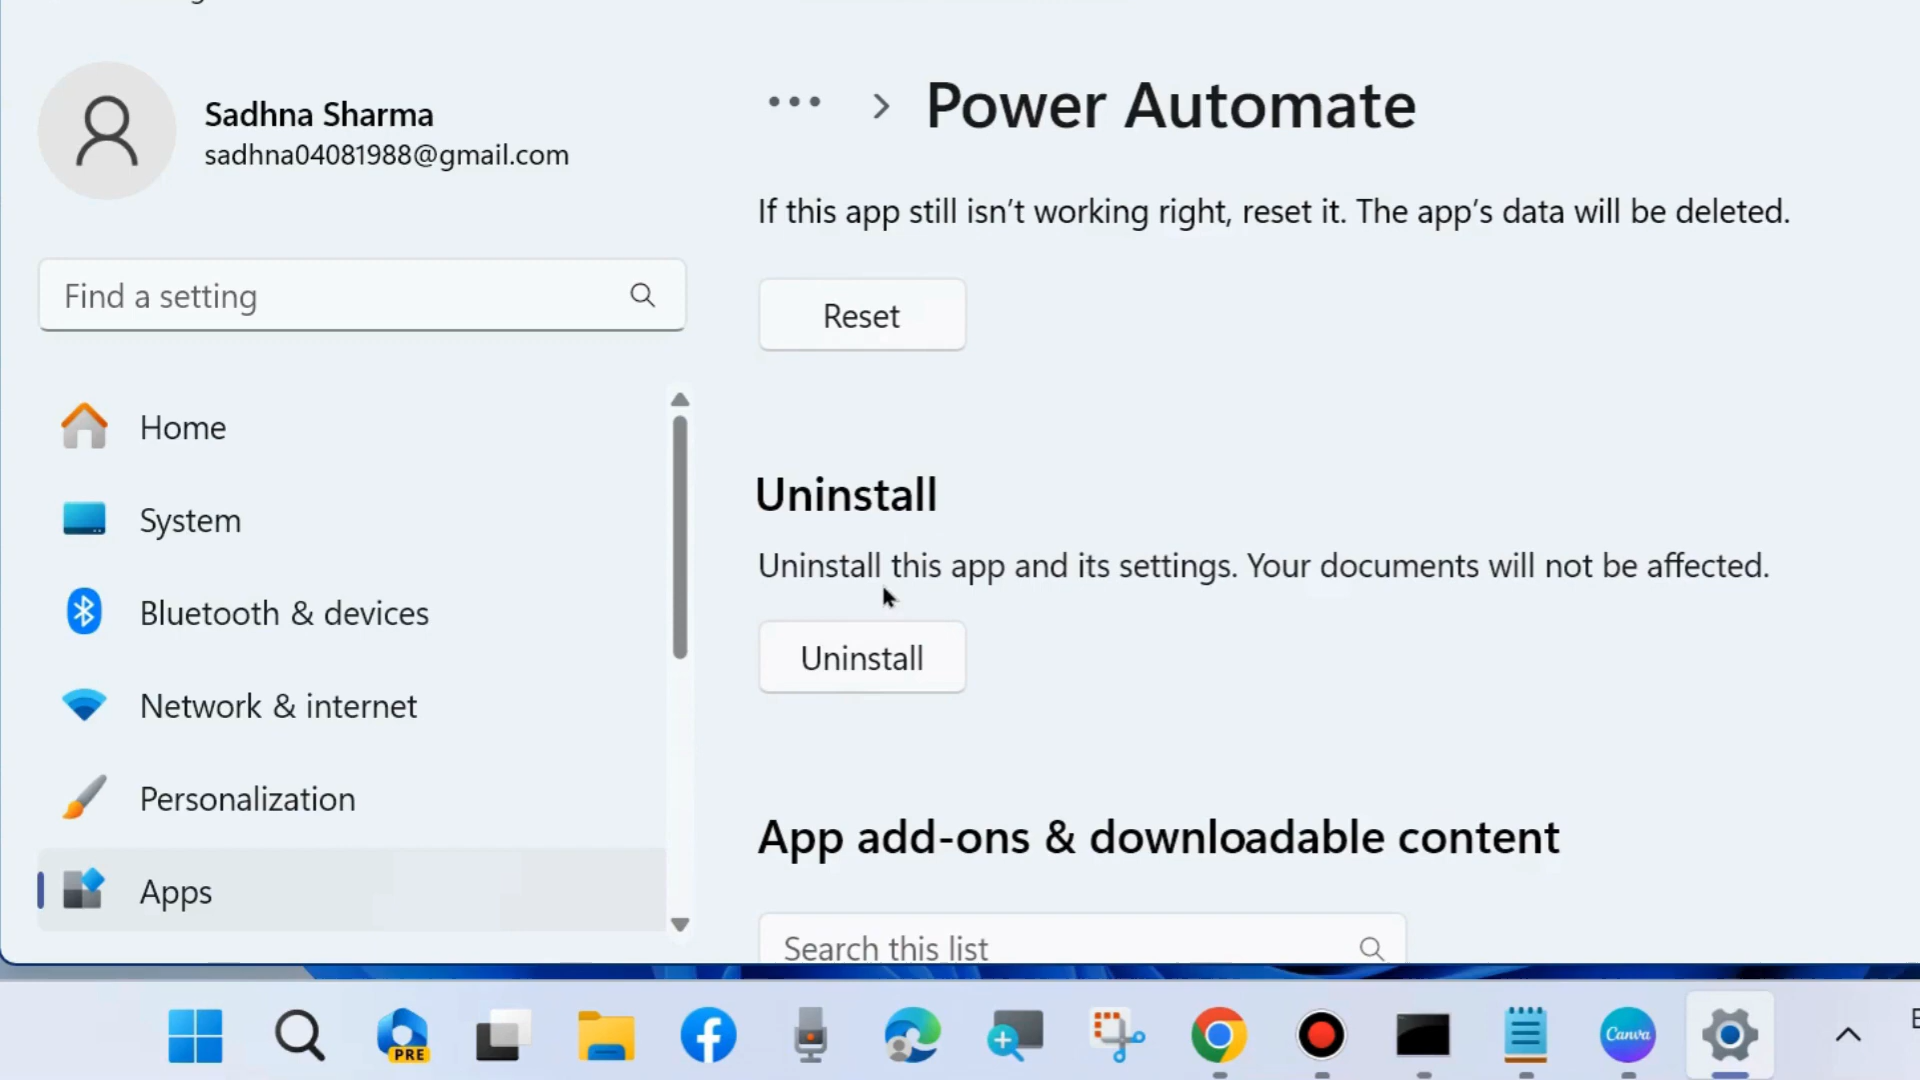 Sadhna Sharma
sadhna04081988@gmail.com
Find a setting
Home
System
Bluetooth & devices
Network & internet
Personalization
Apps
Power Automate
If this app still isn’t working right, reset it. The app’s data will be deleted.
Reset
Uninstall
Uninstall this app and its settings. Your documents will not be affected.
Uninstall
App add-ons & downloadable content
Search this list
PRE
Canva